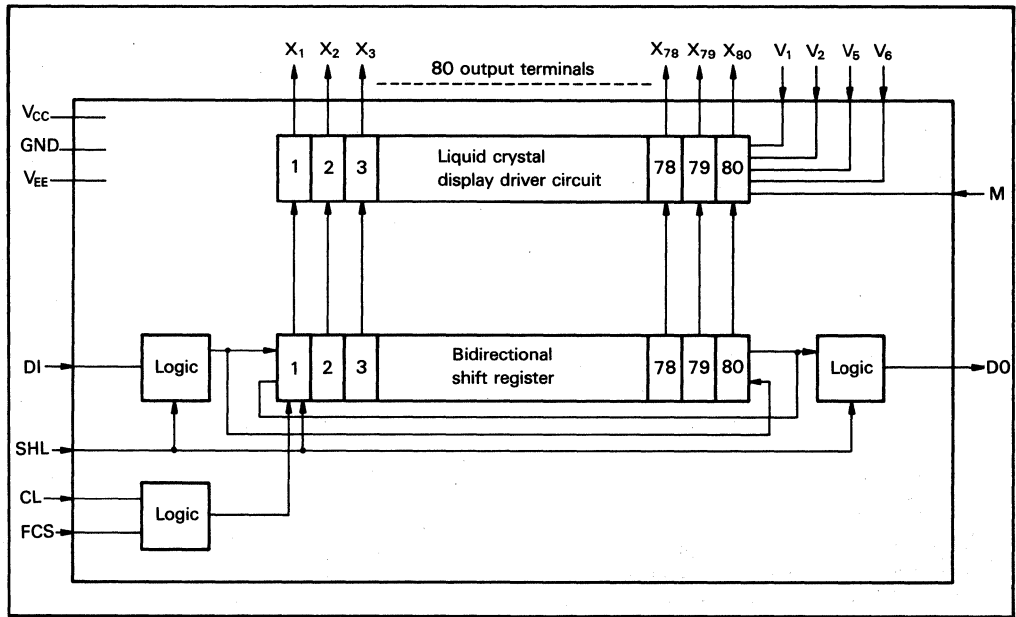 X1 X2 X3 X78 X79 X80 V1 V2 V5 V6
80 output terminals
VCC
GND
VEE
1 2 3
Liquid crystal
display driver circuit
78 79 80
M
DI
Logic
1 2 3
Bidirectional
shift register
78 79 80
Logic
DO
SHL
CL
FCS
Logic